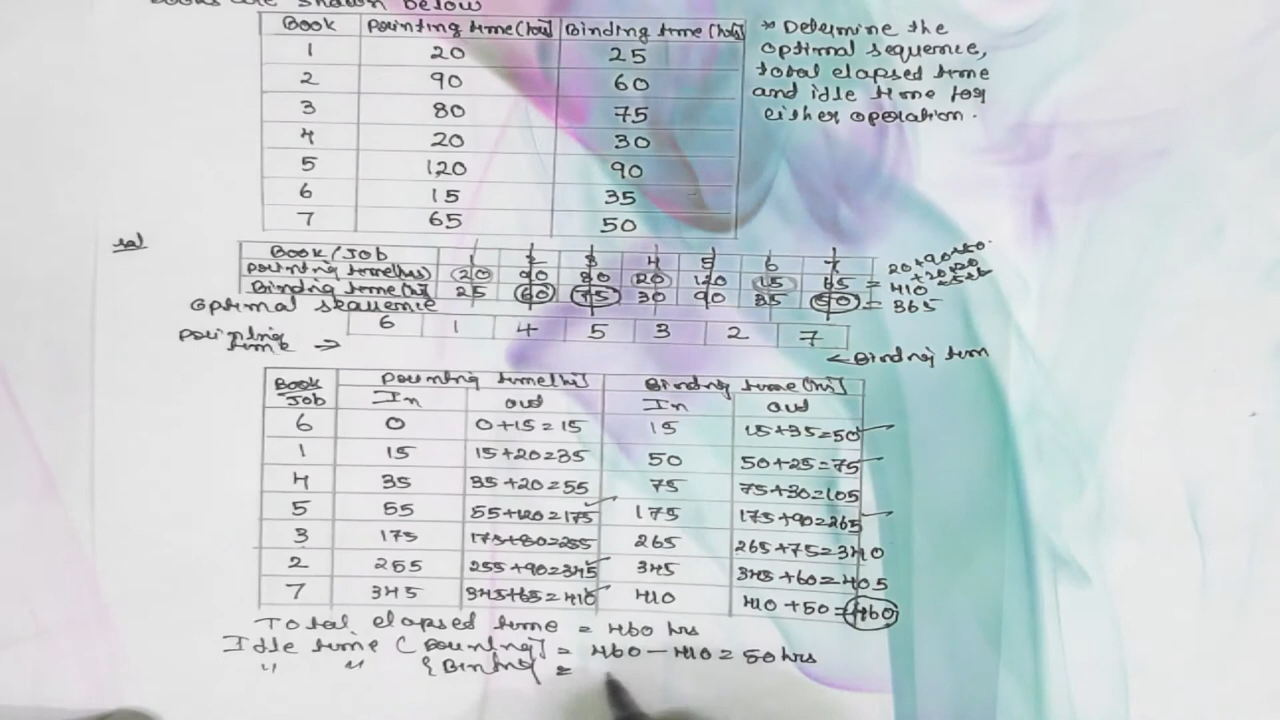 Books are shown below
Book Printing time (hrs) Binding time (hrs)
1 20 25
2 90 60
3 80 75
4 20 30
5 120 90
6 15 35
7 65 50
* Determine the
optimal sequence,
total elapsed time
and idle time for
either operation.
sol
Book/Job 1 2 3 4 5 6 7
Printing time (hrs) 20 90 80 20 120 15 65 = 410
Binding time (h) 25 60 75 30 90 35 50 = 365
Optimal sequence
6 1 4 5 3 2 7
Printing
time →
← Binding time
Book Printing time (hr) Binding time (hr)
Job In out In out
6 0 0+15=15 15 15+35=50
1 15 15+20=35 50 50+25=75
4 35 35+20=55 75 75+30=105
5 55 55+120=175 175 175+90=265
3 175 175+80=255 265 265+75=340
2 255 255+90=345 345 345+60=405
7 345 345+65=410 410 410+50=460
Total elapsed time = 460 hrs
Idle time (Printing) = 460-410=50hrs
" " (Binding) =